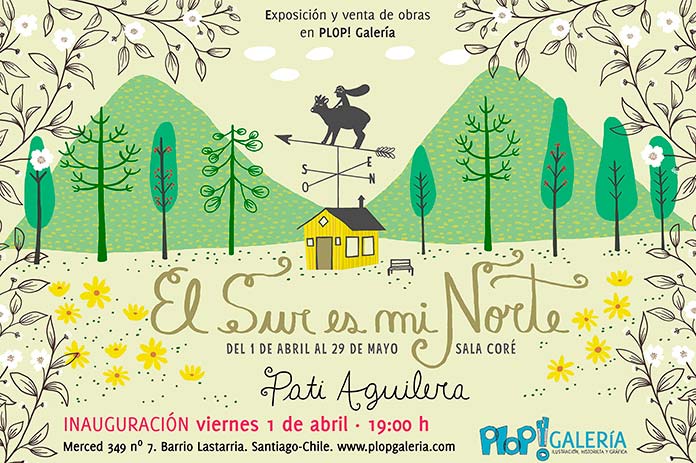 Exposición y venta de obras
en PLOP! Galería
E
S
O
N
El Sur es mi Norte
DEL 1 DE ABRIL AL 29 DE MAYO SALA CORÉ
Pati Aguilera
INAUGURACIÓN viernes 1 de abril · 19:00 h
Merced 349 nº 7. Barrio Lastarria. Santiago-Chile. www.plopgaleria.com
PLOP! GALERÍA
ILUSTRACIÓN, HISTORIETA Y GRÁFICA